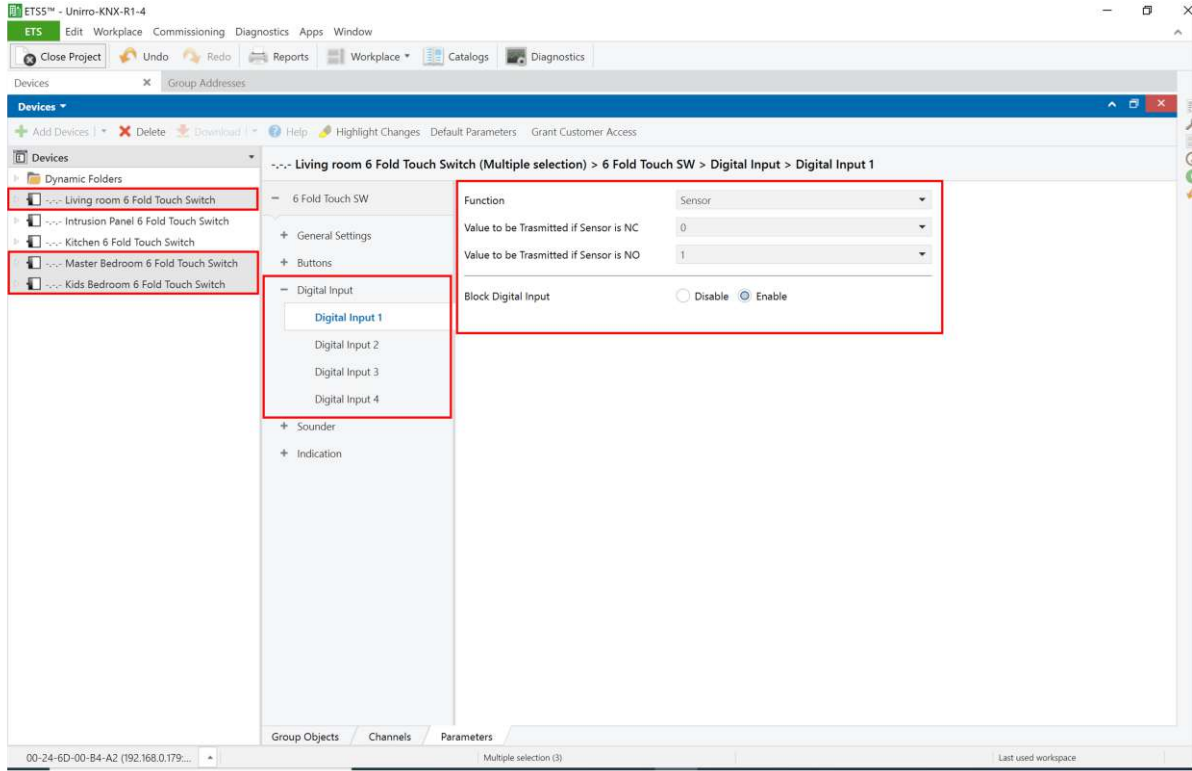 ETS5™ - Unirro-KNX-R1-4
ETS Edit Workplace Commissioning Diagnostics Apps Window
Close Project Undo Redo Reports Workplace Catalogs Diagnostics
Devices Group Addresses
Devices
Add Devices Delete Download Help Highlight Changes Default Parameters Grant Customer Access
Devices
Dynamic Folders
-.-.- Living room 6 Fold Touch Switch
-.-.- Intrusion Panel 6 Fold Touch Switch
-.-.- Kitchen 6 Fold Touch Switch
-.-.- Master Bedroom 6 Fold Touch Switch
-.-.- Kids Bedroom 6 Fold Touch Switch
-.-.- Living room 6 Fold Touch Switch (Multiple selection) > 6 Fold Touch SW > Digital Input > Digital Input 1
6 Fold Touch SW
General Settings
Buttons
Digital Input
Digital Input 1
Digital Input 2
Digital Input 3
Digital Input 4
Sounder
Indication
Function Sensor
Value to be Trasmitted if Sensor is NC 0
Value to be Trasmitted if Sensor is NO 1
Block Digital Input Disable Enable
Group Objects Channels Parameters
00-24-6D-00-B4-A2 (192.168.0.179:... Multiple selection (3) Last used workspace